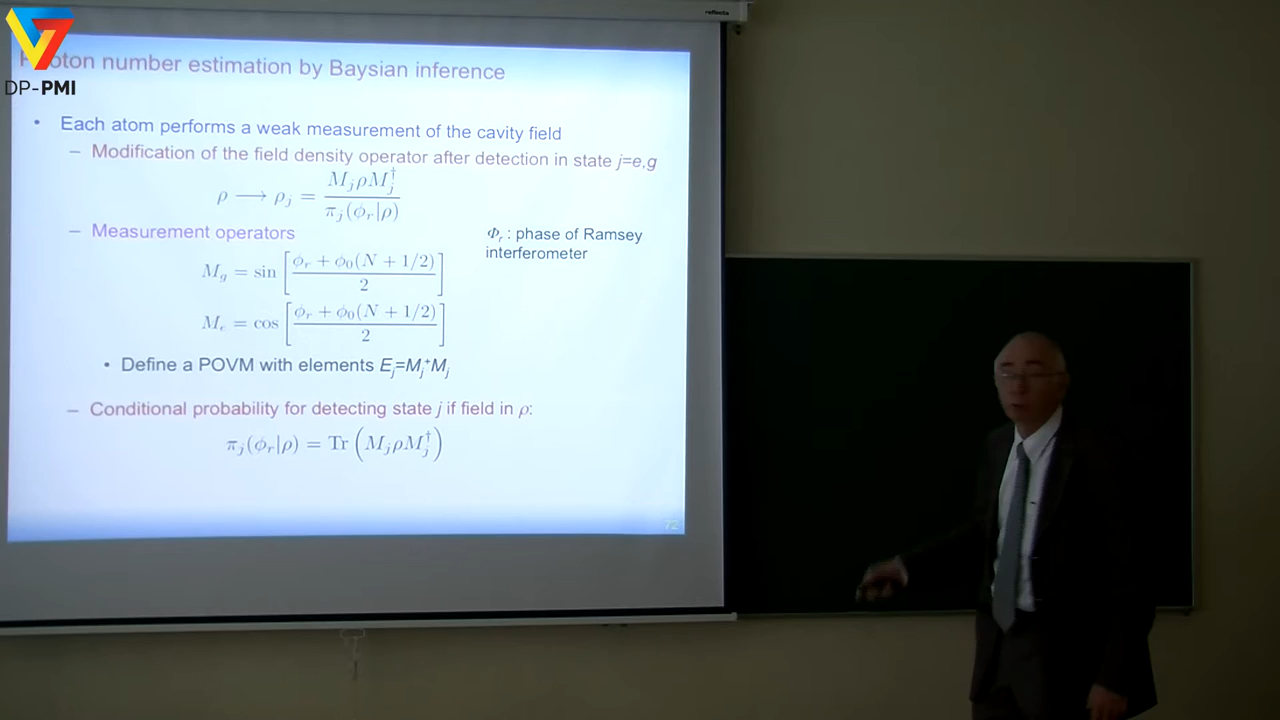 reflecta
Photon number estimation by Baysian inference
DP-PMI
• Each atom performs a weak measurement of the cavity field
– Modification of the field density operator after detection in state j=e,g
ρ ⟶ ρ_j = M_j ρ M_j^† / π_j(ϕ_r|ρ)
– Measurement operators
Φ_r : phase of Ramsey
interferometer
M_g = sin [ (ϕ_r + ϕ_0(N + 1/2)) / 2 ]
M_e = cos [ (ϕ_r + ϕ_0(N + 1/2)) / 2 ]
• Define a POVM with elements E_j=M_j^+M_j
– Conditional probability for detecting state j if field in ρ:
π_j(ϕ_r|ρ) = Tr (M_j ρ M_j^†)
72